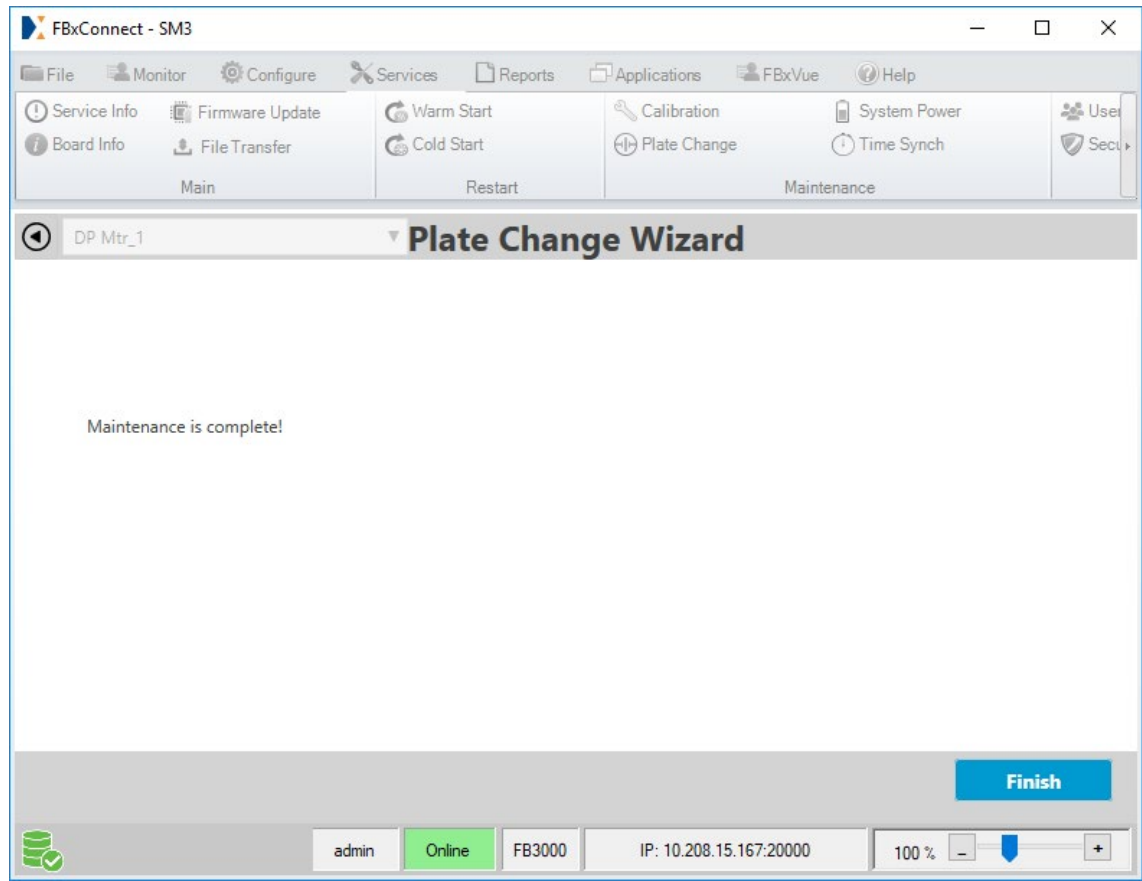 FBxConnect - SM3
File Monitor Configure Services Reports Applications FBxVue Help
Service Info Firmware Update Warm Start Calibration System Power User
Board Info File Transfer Cold Start Plate Change Time Synch Secu
Main Restart Maintenance
DP Mtr_1 Plate Change Wizard
Maintenance is complete!
Finish
admin Online FB3000 IP: 10.208.15.167:20000 100 % - +